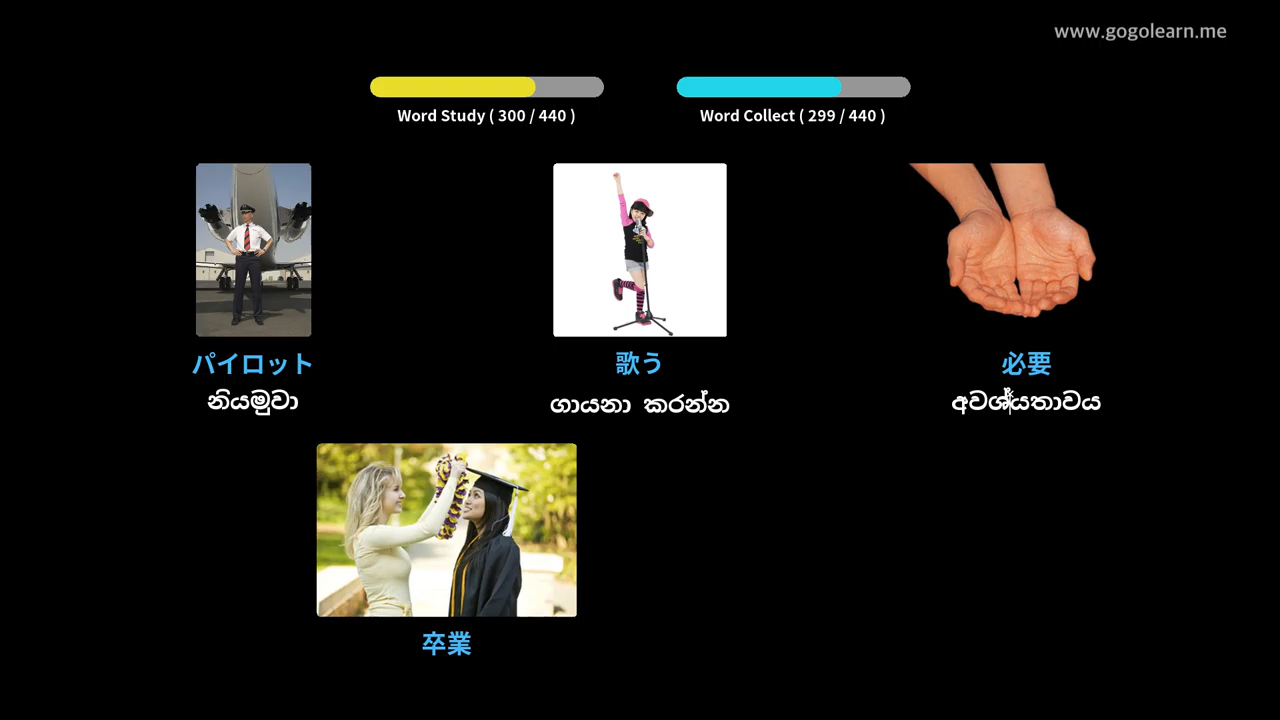 www.gogolearn.me
Word Study ( 300 / 440 )
Word Collect ( 299 / 440 )
パイロット
歌う
必要
නියමුවා
ගායනා කරන්න
අවශ්‍යතාවය
卒業